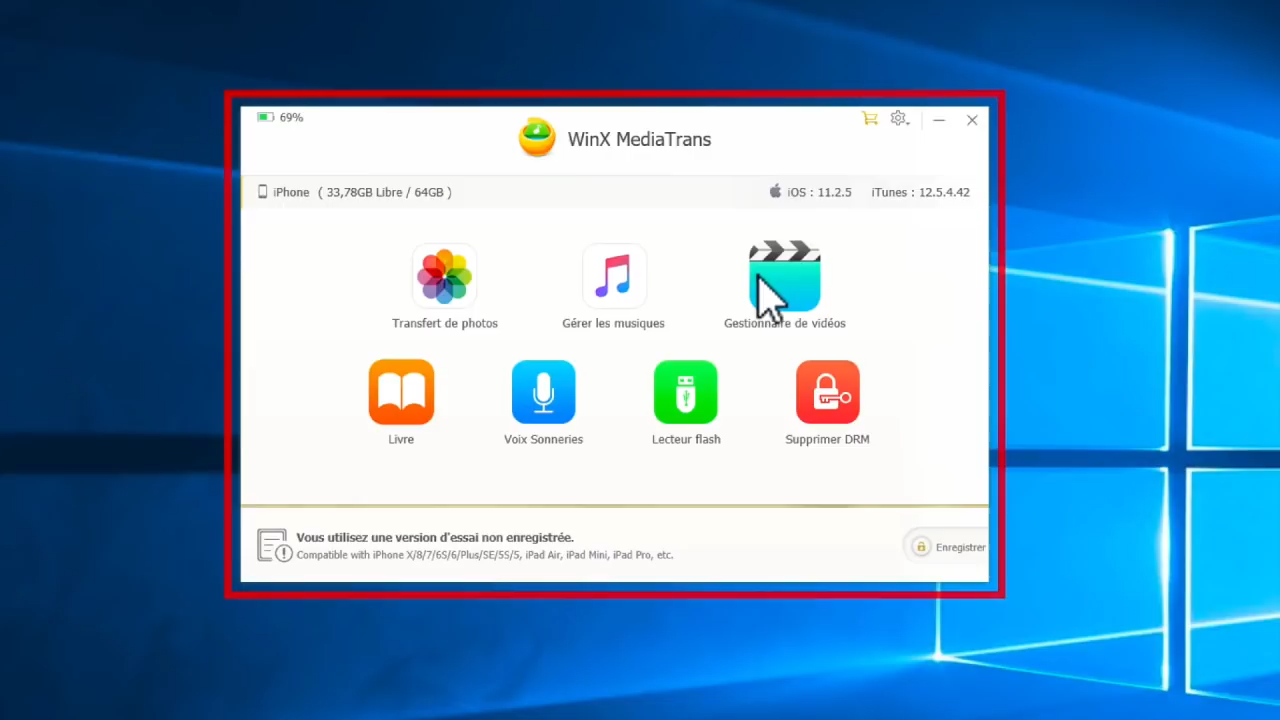 69%
WinX MediaTrans
iPhone ( 33,78GB Libre / 64GB )
iOS : 11.2.5 iTunes : 12.5.4.42
Transfert de photos Gérer les musiques Gestionnaire de vidéos
Livre Voix Sonneries Lecteur flash Supprimer DRM
Vous utilisez une version d'essai non enregistrée.
Compatible with iPhone X/8/7/6S/6/Plus/SE/5S/5, iPad Air, iPad Mini, iPad Pro, etc.
Enregistrer